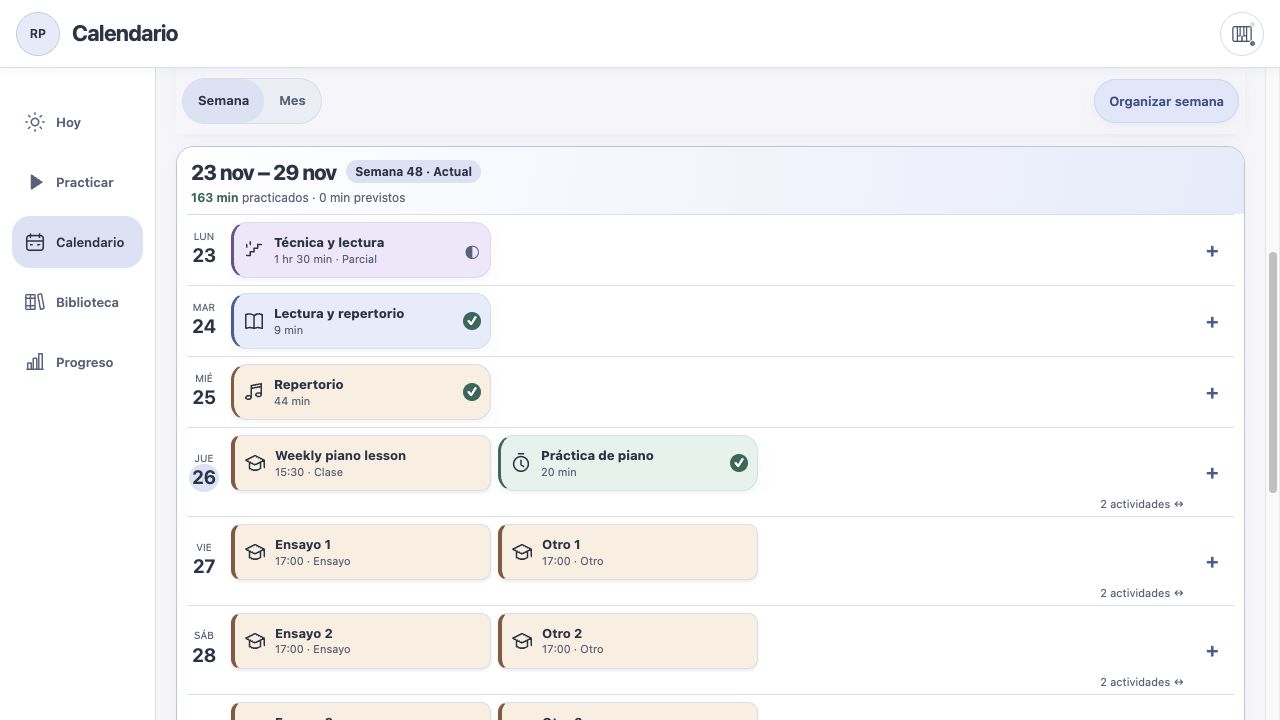 RP
Calendario
Hoy
Practicar
Calendario
Biblioteca
Progreso
Semana
Mes
Organizar semana
23 nov – 29 nov
Semana 48 · Actual
163 min practicados · 0 min previstos
LUN
23
Técnica y lectura
1 hr 30 min · Parcial
+
MAR
24
Lectura y repertorio
9 min
+
MIÉ
25
Repertorio
44 min
+
JUE
26
Weekly piano lesson
15:30 · Clase
Práctica de piano
20 min
+
2 actividades ⇔
VIE
27
Ensayo 1
17:00 · Ensayo
Otro 1
17:00 · Otro
+
2 actividades ⇔
SÁB
28
Ensayo 2
17:00 · Ensayo
Otro 2
17:00 · Otro
+
2 actividades ⇔